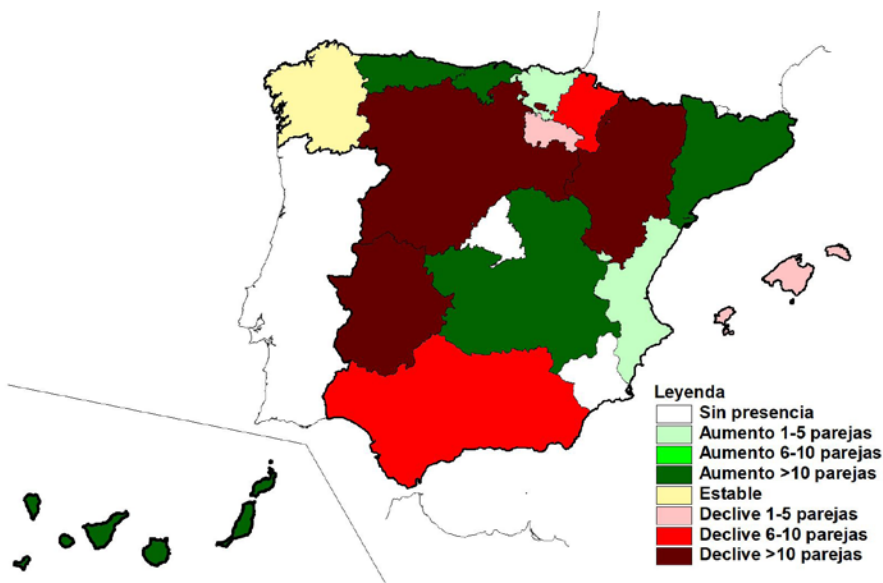 Leyenda
Sin presencia
Aumento 1-5 parejas
Aumento 6-10 parejas
Aumento >10 parejas
Estable
Declive 1-5 parejas
Declive 6-10 parejas
Declive >10 parejas